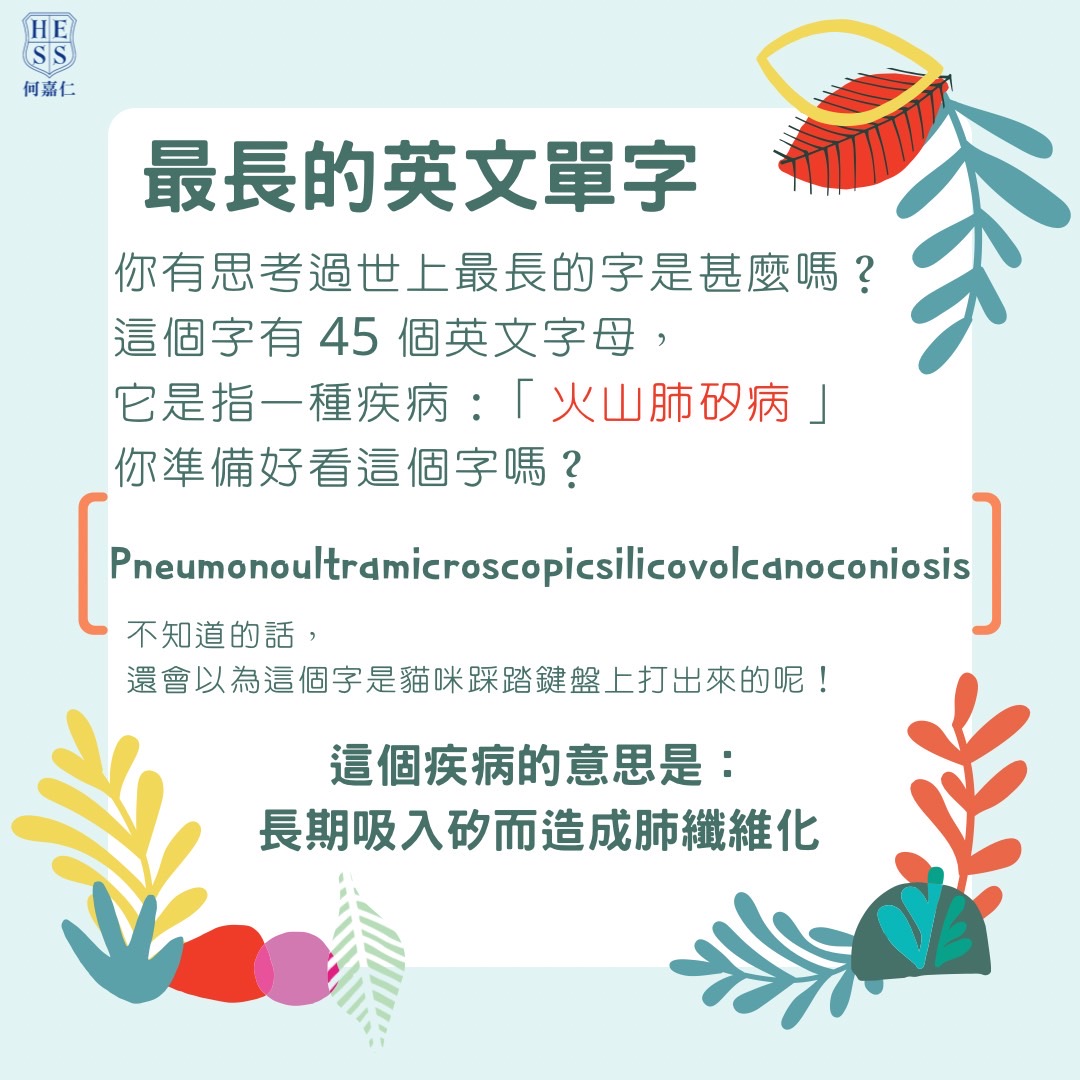 HE
SS
何嘉仁
最長的英文單字
你有思考過世上最長的字是甚麼嗎?
這個字有 45 個英文字母，
它是指一種疾病:「 火山肺矽病 」
你準備好看這個字嗎?
Pneumonoultramicroscopicsilicovolcanoconiosis
不知道的話，
還會以為這個字是貓咪踩踏鍵盤上打出來的呢！
這個疾病的意思是：
長期吸入矽而造成肺纖維化